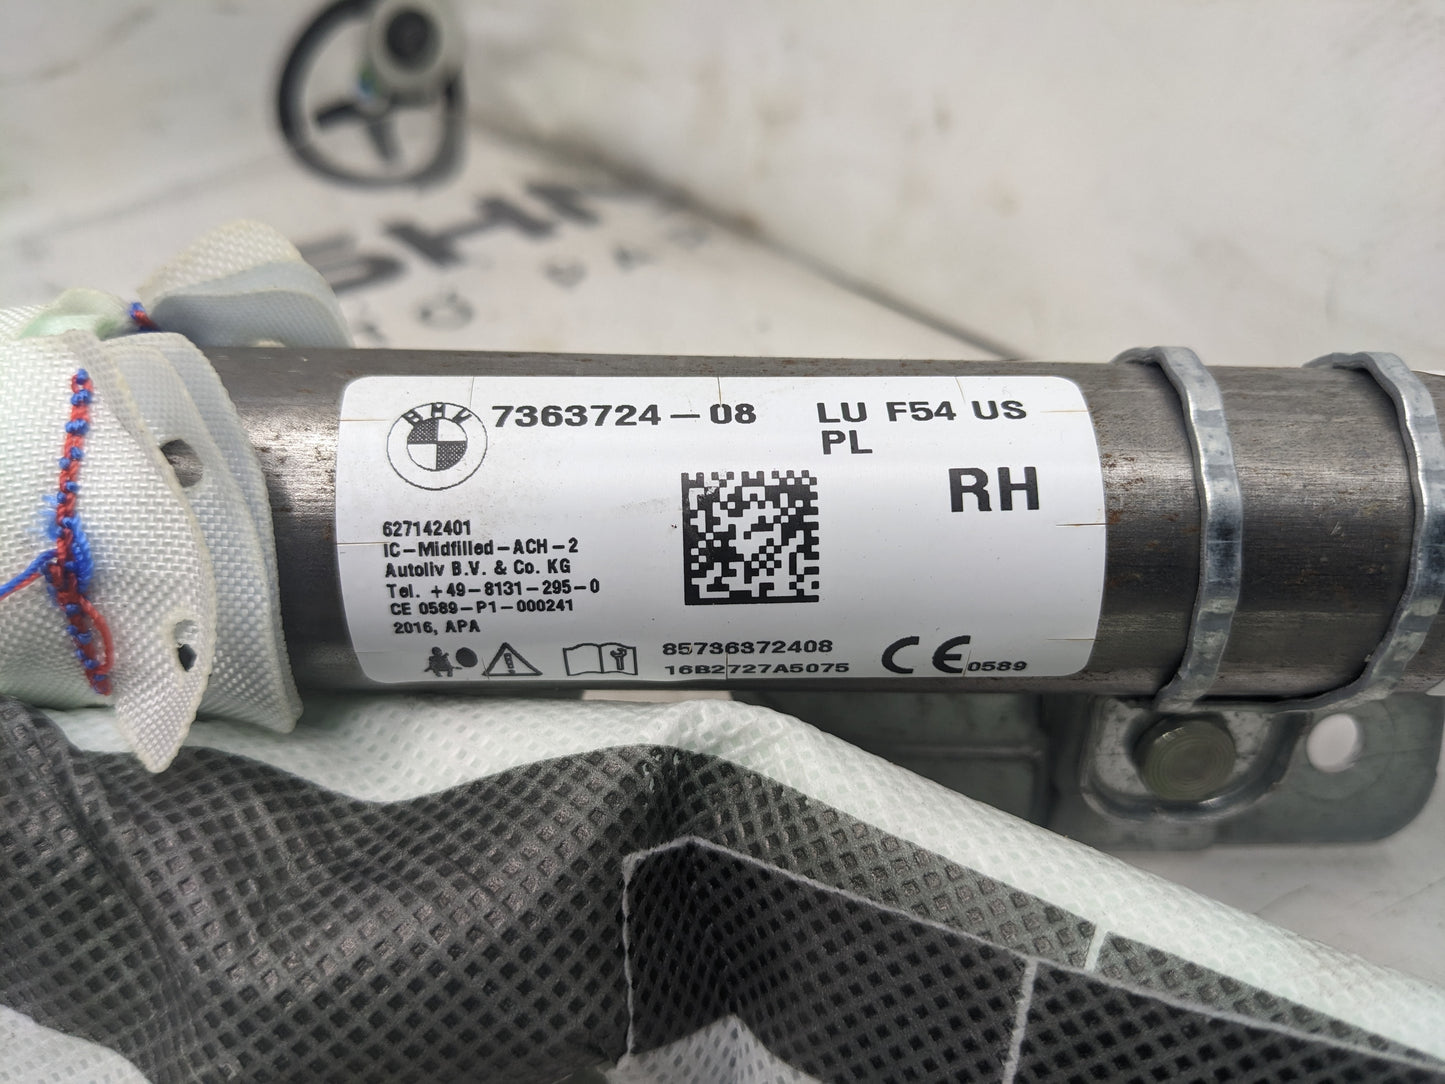 BMW
7363724-08 LU F54 US
PL
RH
627142401
IC-Midfilled-ACH-2
Autoliv B.V. & Co. KG
Tel. +49-8131-295-0
CE 0589-P1-000241
2016, APA
85736372408
16B2727A5075
CE 0589